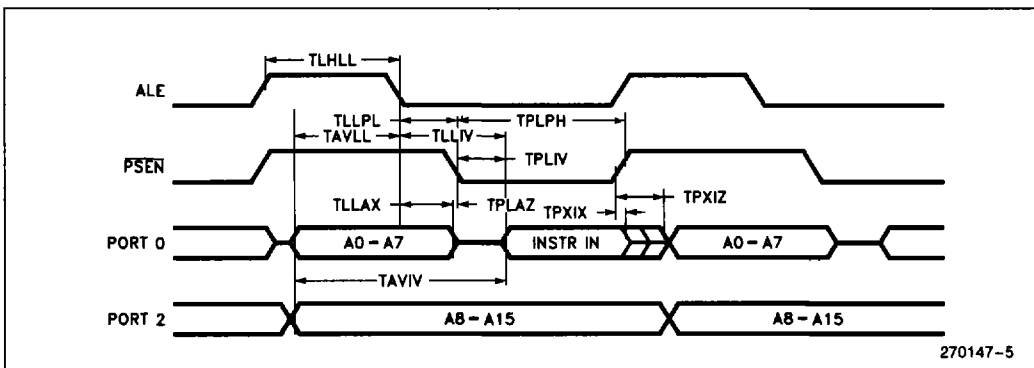 TLHLL
ALE
TLLPL TPLPH
TAVLL TLLIV
PSEN TPLIV
TLLAX TPLAZ TPXIX TPXIZ
PORT 0 A0-A7 INSTR IN A0-A7
TAVIV
PORT 2 A8-A15 A8-A15
270147-5